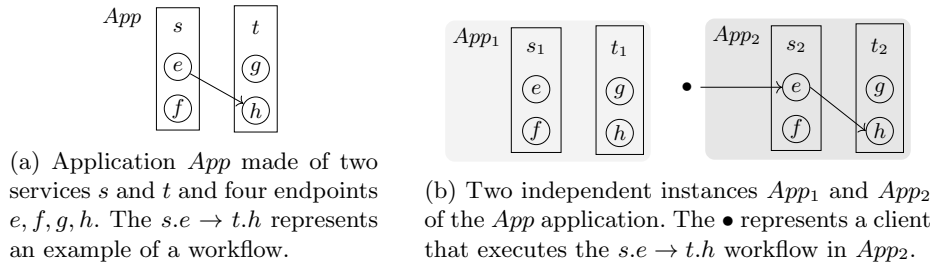 App
s t
e g
f h
(a) Application App made of two
services s and t and four endpoints
e, f, g, h. The s.e → t.h represents
an example of a workflow.
App₁ s₁ t₁ App₂ s₂ t₂
e g • e g
f h f h
(b) Two independent instances App₁ and App₂
of the App application. The • represents a client
that executes the s.e → t.h workflow in App₂.